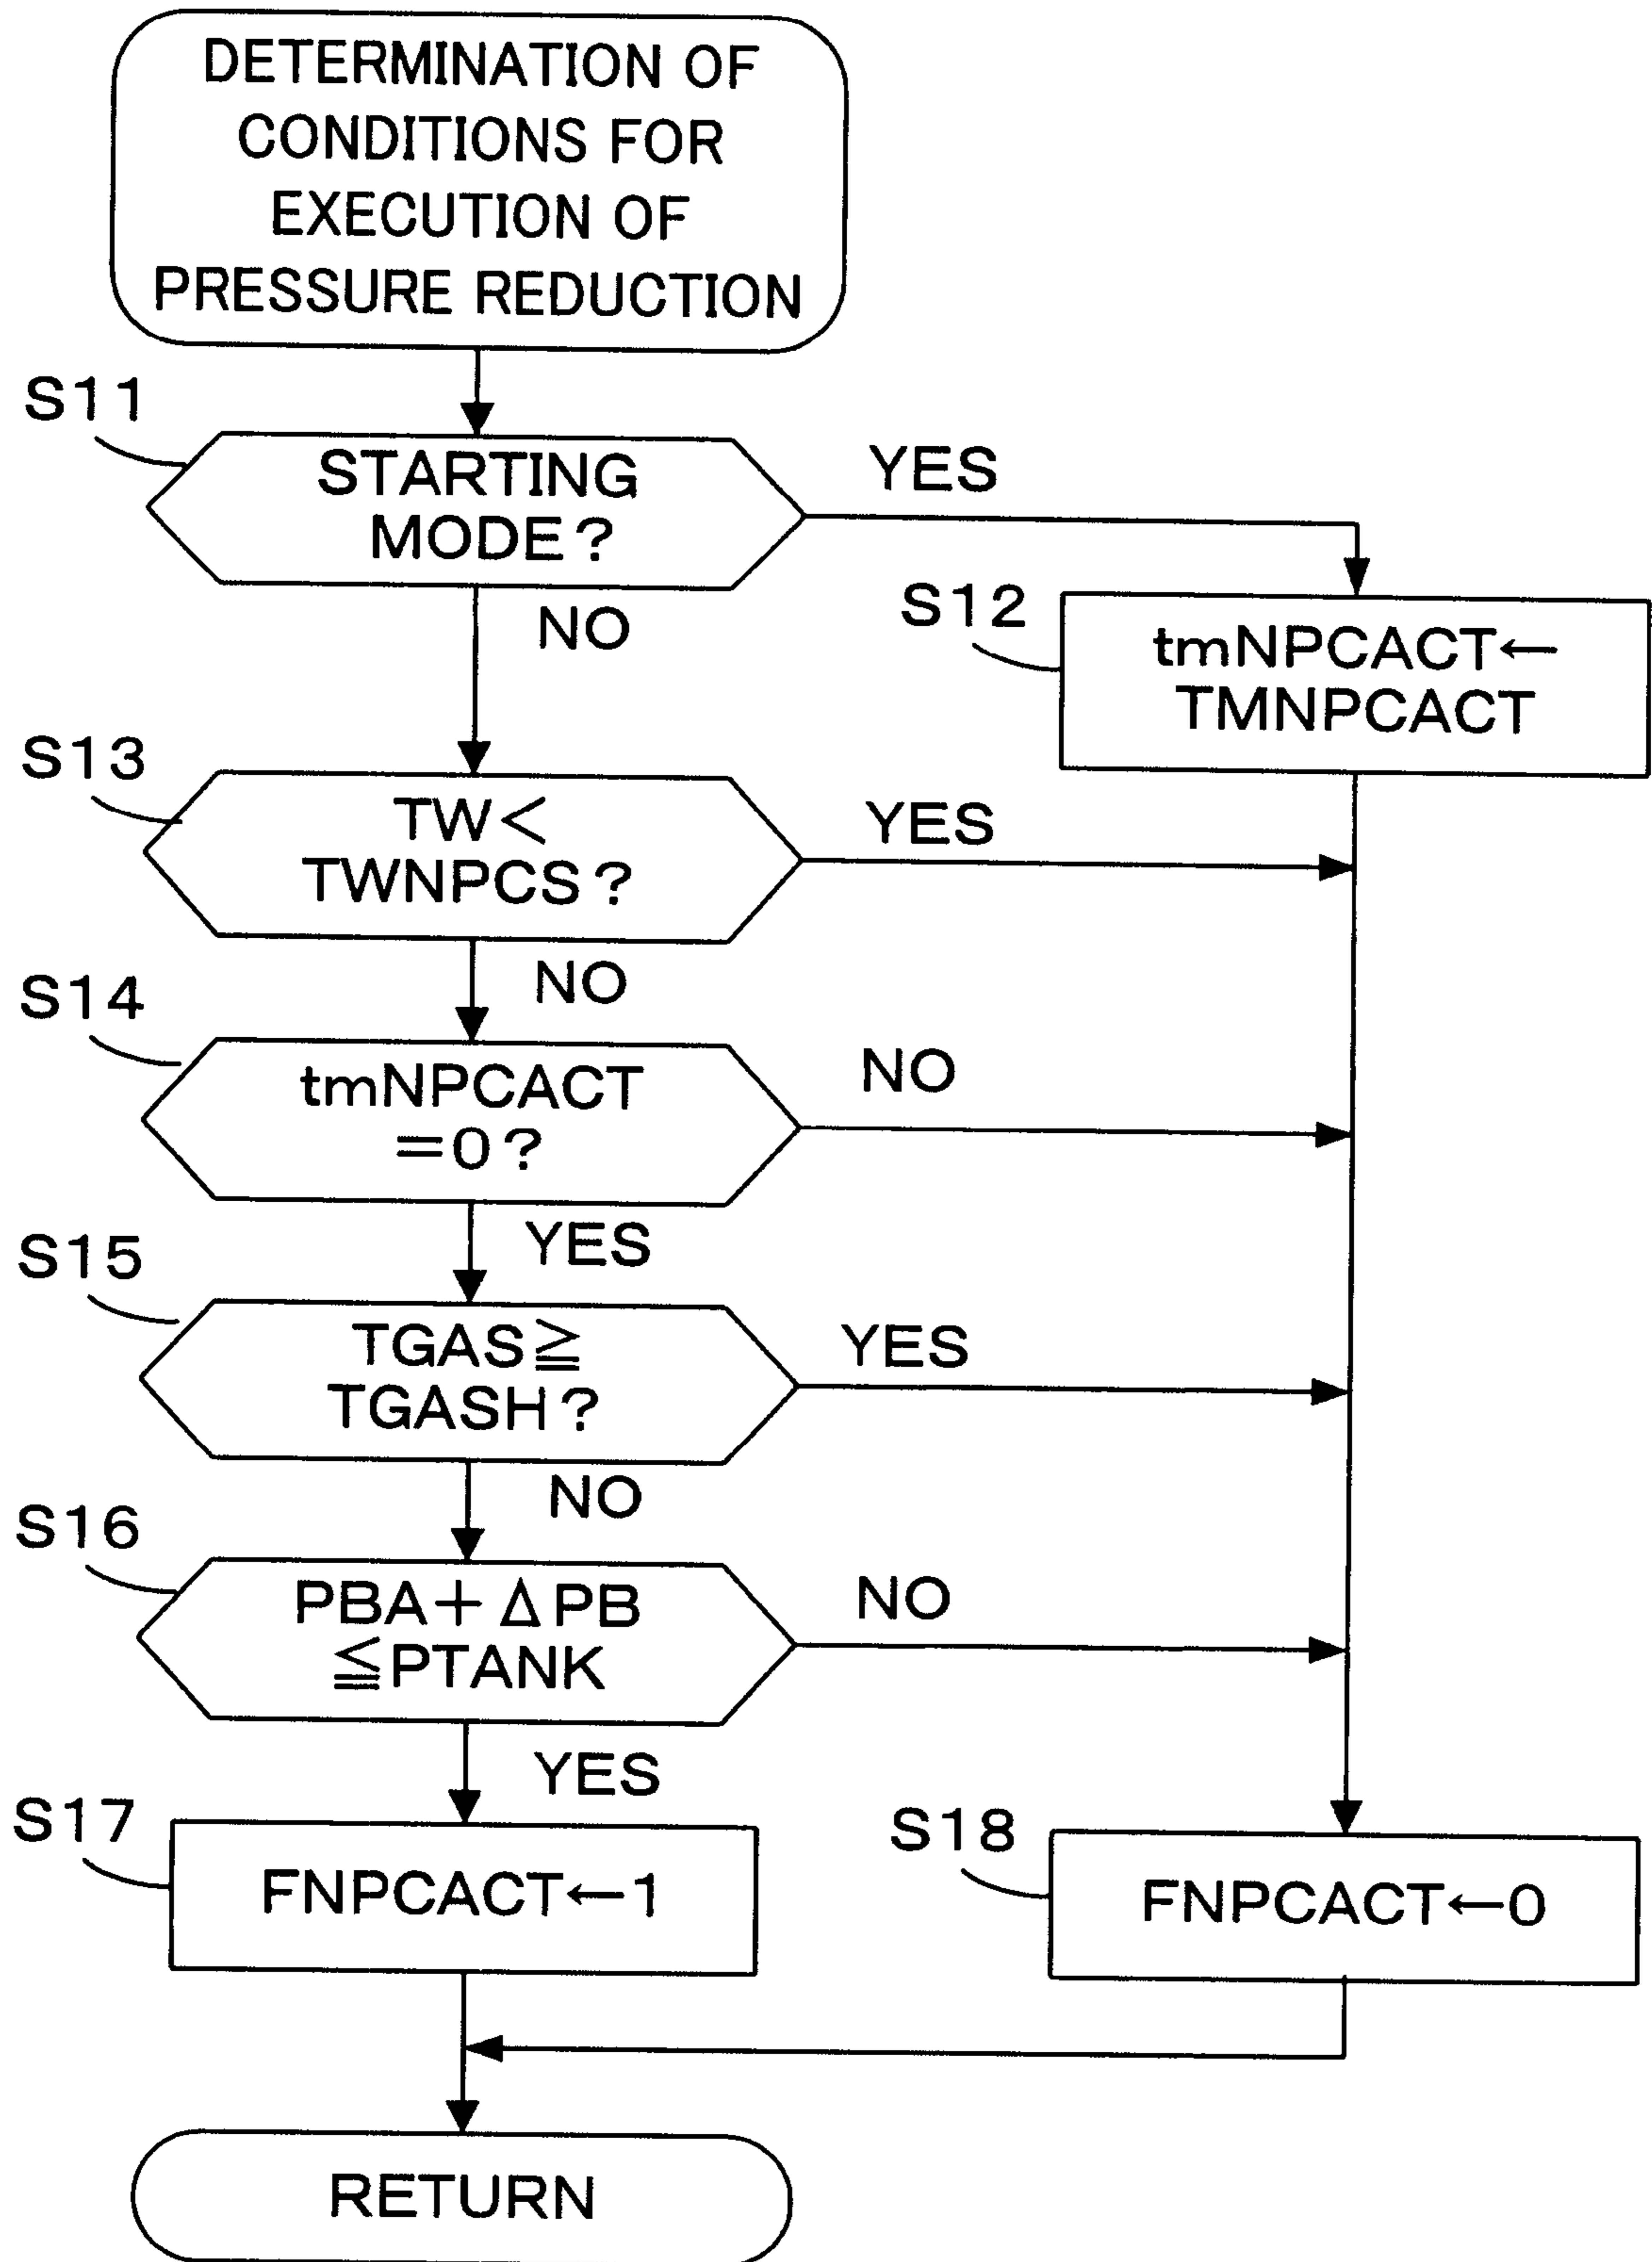 DETERMINATION OF
CONDITIONS FOR
EXECUTION OF
PRESSURE REDUCTION
S11
STARTING
MODE?
YES
NO
S12
tmNPCACT←
TMNPCACT
S13
TW<
TWNPCS?
YES
NO
S14
tmNPCACT
=0?
NO
YES
S15
TGAS≧
TGASH?
YES
NO
S16
PBA+ΔPB
≦PTANK
NO
YES
S17
FNPCACT←1
S18
FNPCACT←0
RETURN